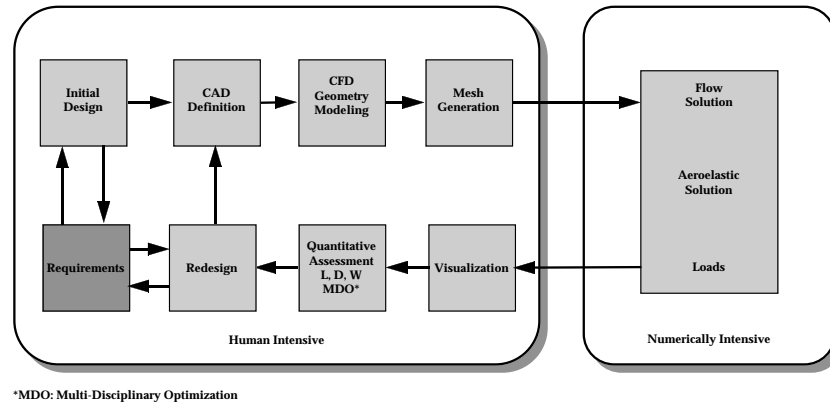 Initial
Design
CAD
Definition
CFD
Geometry
Modeling
Mesh
Generation
Flow
Solution
Aeroelastic
Solution
Loads
Requirements
Redesign
Quantitative
Assessment
L, D, W
MDO*
Visualization
Human Intensive
Numerically Intensive
*MDO: Multi-Disciplinary Optimization